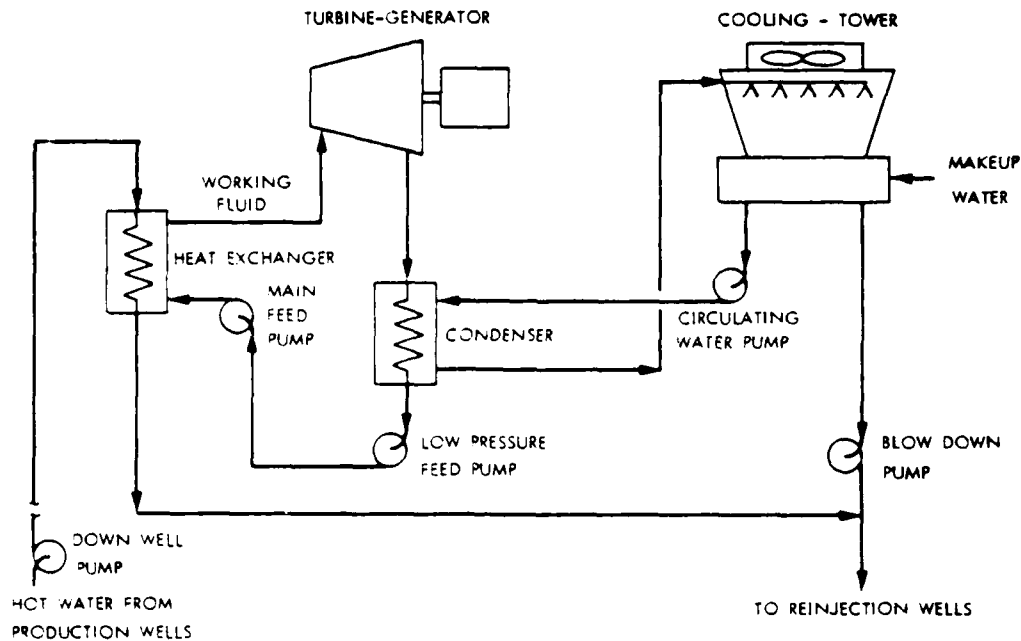 TURBINE-GENERATOR
COOLING - TOWER
MAKEUP
WATER
WORKING
FLUID
HEAT EXCHANGER
MAIN
FEED
PUMP
CONDENSER
CIRCULATING
WATER PUMP
LOW PRESSURE
FEED PUMP
BLOW DOWN
PUMP
DOWN WELL
PUMP
HOT WATER FROM
PRODUCTION WELLS
TO REINJECTION WELLS